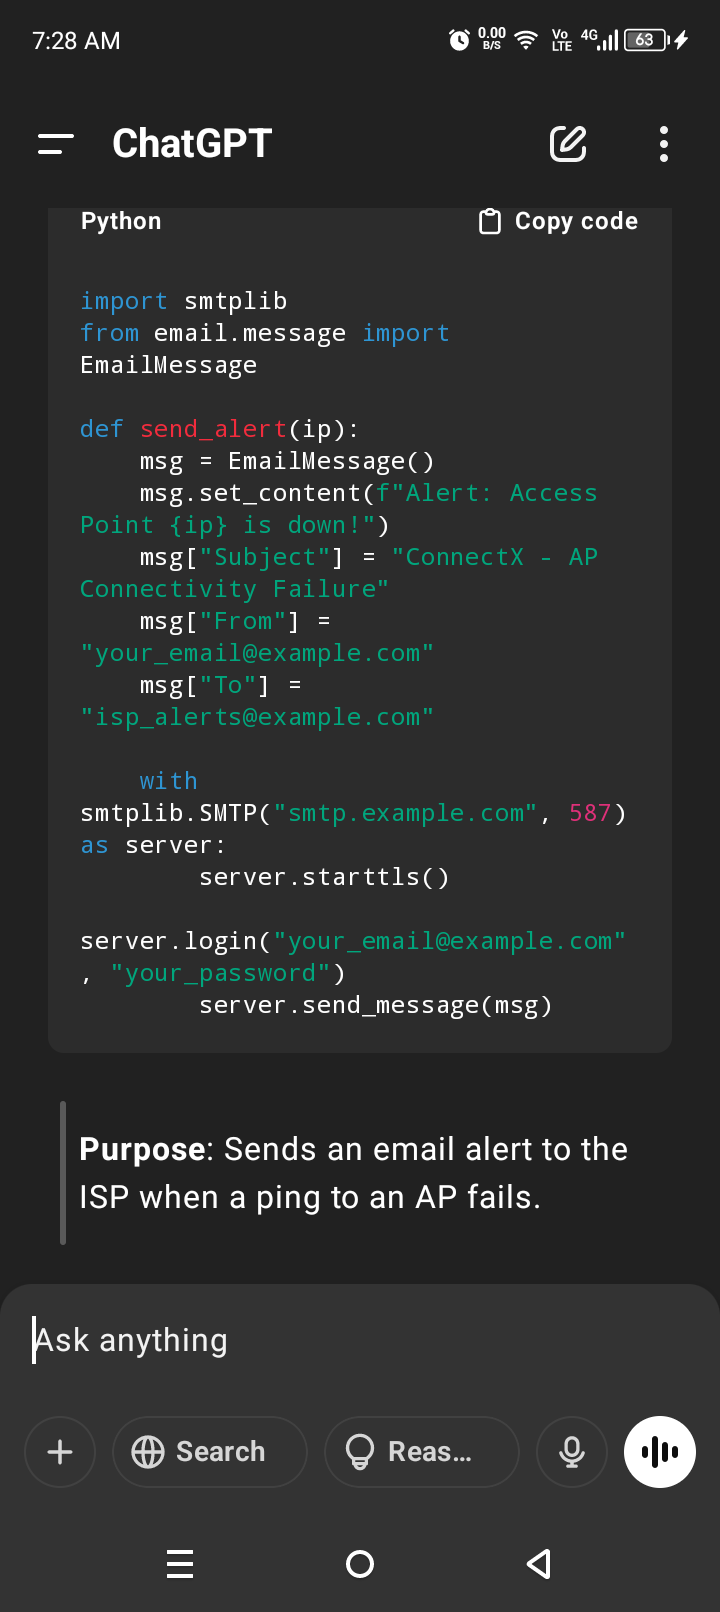 7:28 AM
0.00 B/S
Vo LTE
4G
63
ChatGPT
Python
Copy code
import smtplib
from email.message import
EmailMessage
def send_alert(ip):
    msg = EmailMessage()
    msg.set_content(f"Alert: Access
Point {ip} is down!")
    msg["Subject"] = "ConnectX - AP
Connectivity Failure"
    msg["From"] =
"your_email@example.com"
    msg["To"] =
"isp_alerts@example.com"
    with
smtplib.SMTP("smtp.example.com", 587)
as server:
        server.starttls()
server.login("your_email@example.com"
, "your_password")
        server.send_message(msg)
Purpose: Sends an email alert to the
ISP when a ping to an AP fails.
Ask anything
Search
Reas...